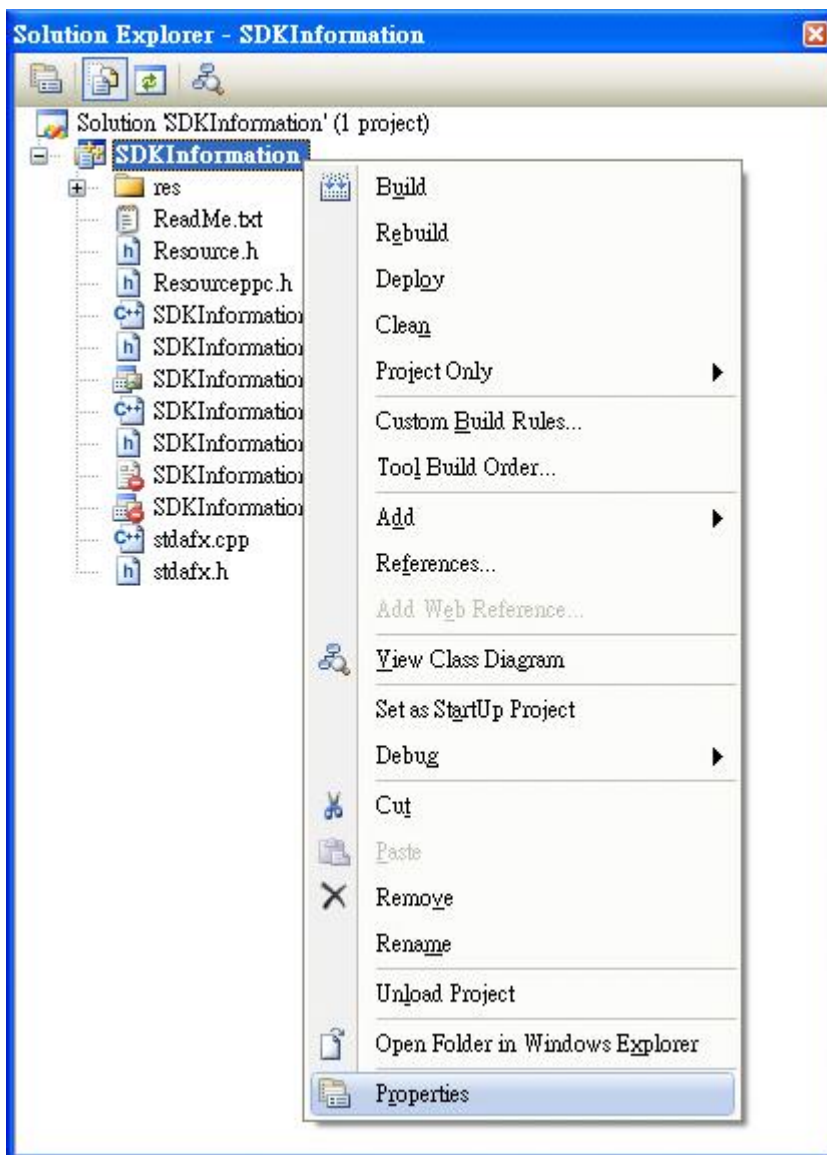 Solution Explorer - SDKInformation
Solution 'SDKInformation' (1 project)
SDKInformation
res
ReadMe.txt
Resource.h
Resourceppc.h
SDKInformation
SDKInformation
SDKInformation
SDKInformation
SDKInformation
SDKInformation
SDKInformation
stdafx.cpp
stdafx.h
Build
Rebuild
Deploy
Clean
Project Only
Custom Build Rules...
Tool Build Order...
Add
References...
Add Web Reference...
View Class Diagram
Set as StartUp Project
Debug
Cut
Paste
Remove
Rename
Unload Project
Open Folder in Windows Explorer
Properties